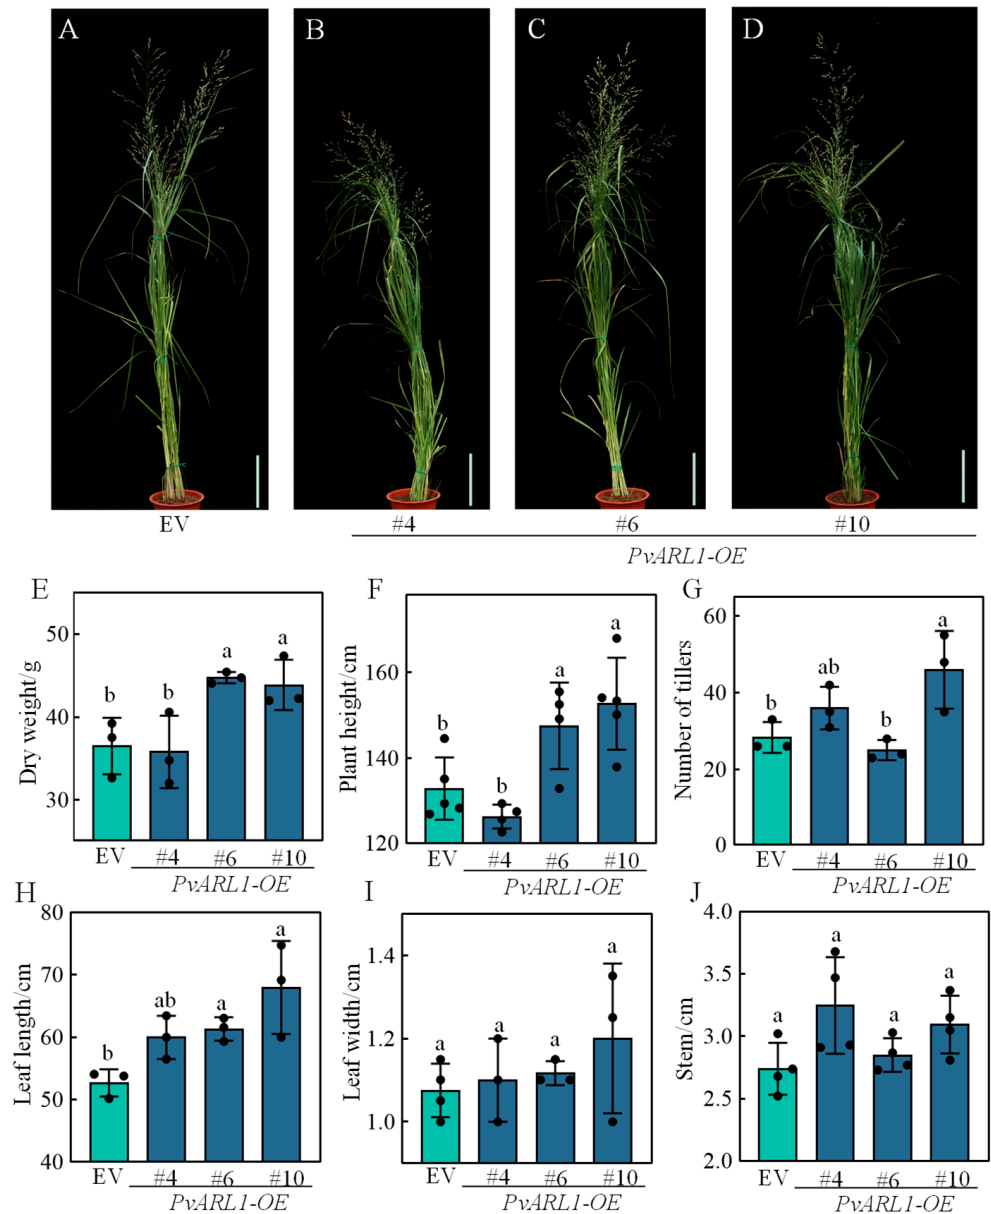 A B C D
EV #4 #6 #10
PvARL1-OE
E F G
Dry weight/g
50
40
30
b b a a
EV #4 #6 #10
PvARL1-OE
Plant height/cm
160
140
120
b b a a
EV #4 #6 #10
PvARL1-OE
Number of tillers
60
40
20
0
b ab b a
EV #4 #6 #10
PvARL1-OE
H I J
Leaf length/cm
80
70
60
50
40
b ab a a
EV #4 #6 #10
PvARL1-OE
Leaf width/cm
1.4
1.2
1.0
a a a a
EV #4 #6 #10
PvARL1-OE
Stem/cm
4.0
3.5
3.0
2.5
2.0
a a a a
EV #4 #6 #10
PvARL1-OE